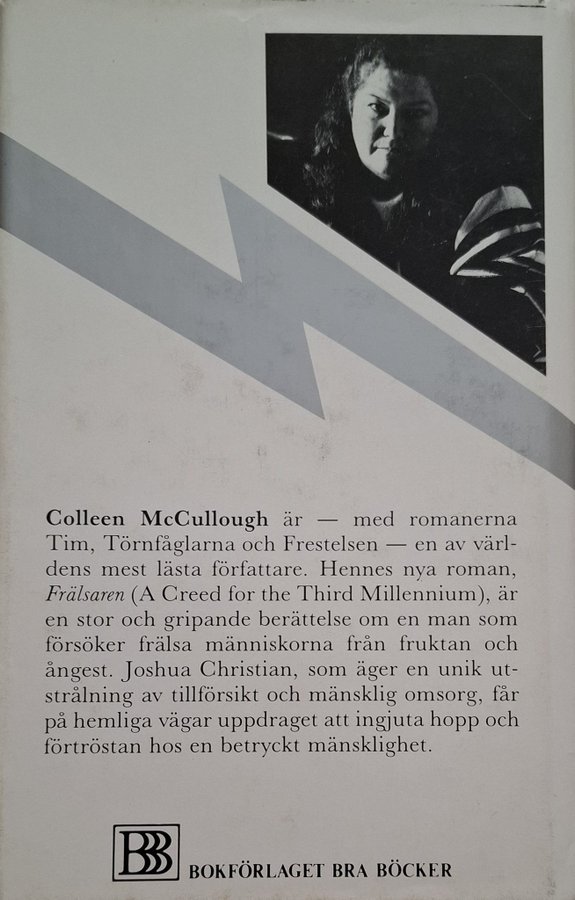 Colleen McCullough är — med romanerna
Tim, Törnfåglarna och Frestelsen — en av värl-
dens mest lästa författare. Hennes nya roman,
Frälsaren (A Creed for the Third Millennium), är
en stor och gripande berättelse om en man som
försöker frälsa människorna från fruktan och
ångest. Joshua Christian, som äger en unik ut-
strålning av tillförsikt och mänsklig omsorg, får
på hemliga vägar uppdraget att ingjuta hopp och
förtröstan hos en betryckt mänsklighet.
BBB
BOKFÖRLAGET BRA BÖCKER